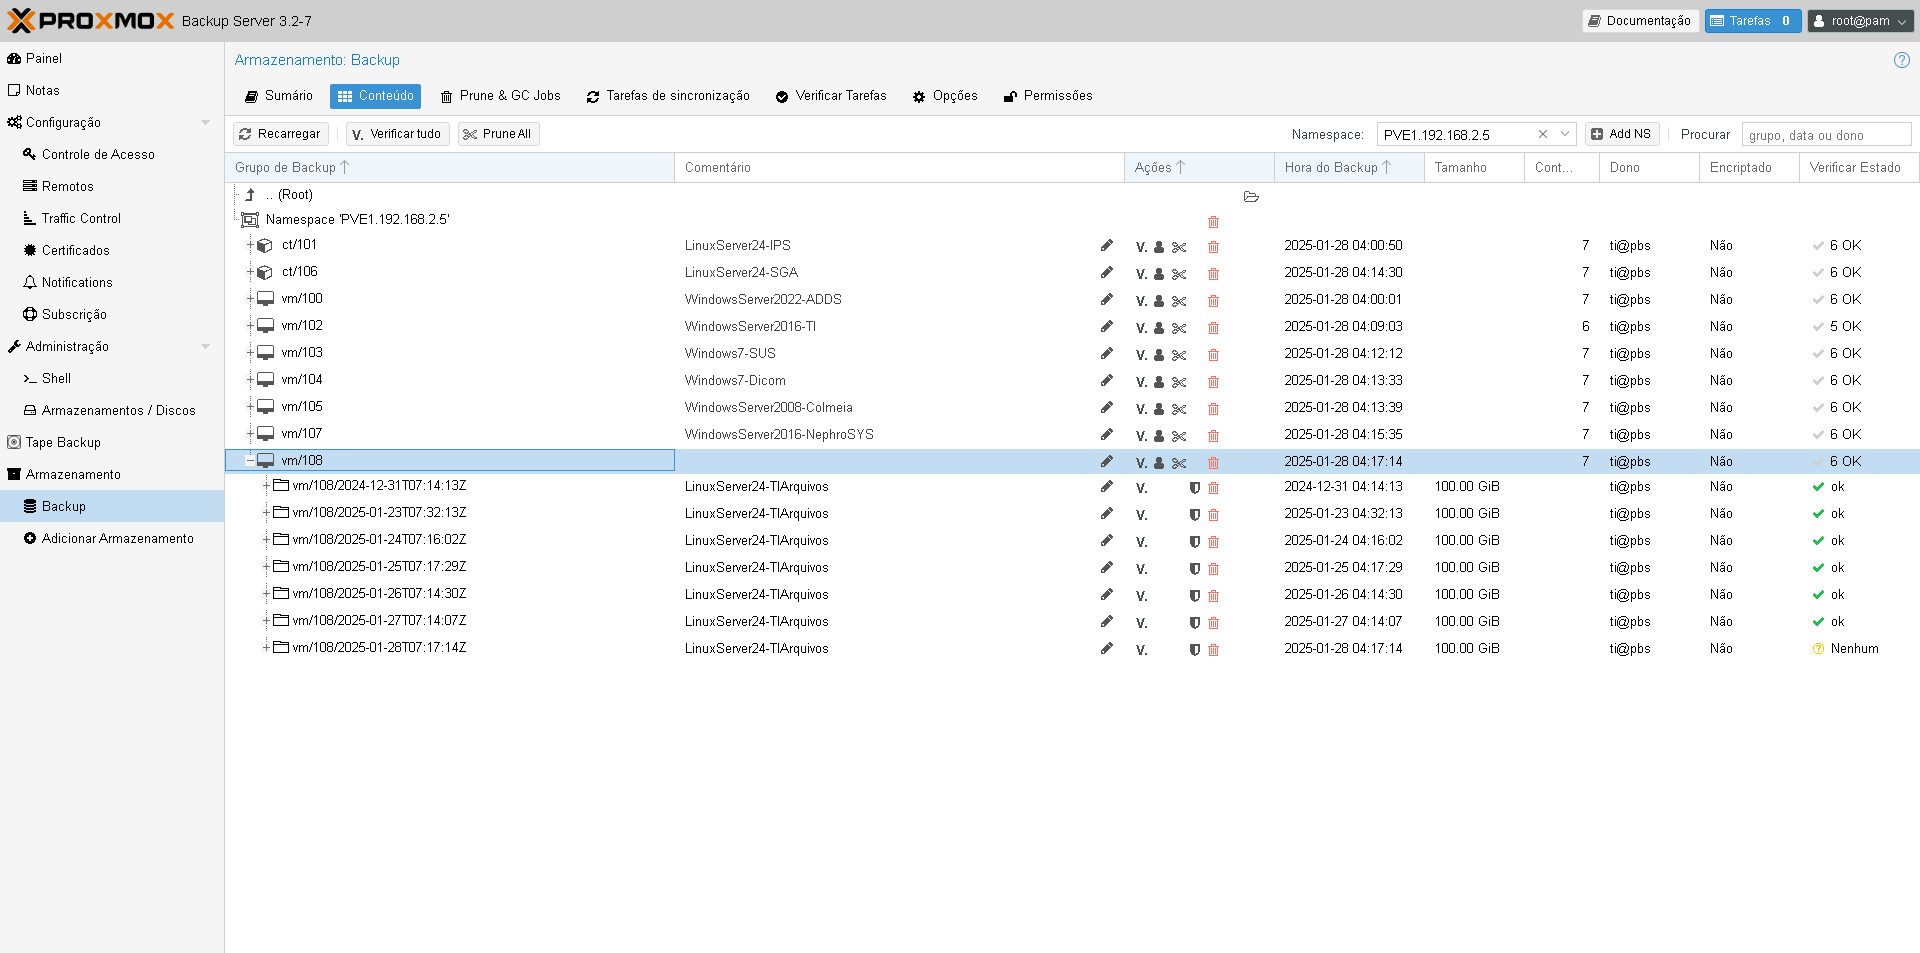 PROXMOX Backup Server 3.2-7 Documentação Tarefas 0 root@pam
Painel
Notas
Configuração
Controle de Acesso
Remotos
Traffic Control
Certificados
Notifications
Subscrição
Administração
Shell
Armazenamentos / Discos
Tape Backup
Armazenamento
Backup
Adicionar Armazenamento
Armazenamento: Backup
Sumário Conteúdo Prune & GC Jobs Tarefas de sincronização Verificar Tarefas Opções Permissões
Recarregar V. Verificar tudo Prune All Namespace: PVE1.192.168.2.5 Add NS Procurar grupo, data ou dono
Grupo de Backup Comentário Ações Hora do Backup Tamanho Cont... Dono Encriptado Verificar Estado
.. (Root)
Namespace 'PVE1.192.168.2.5'
ct/101 LinuxServer24-IPS V. 2025-01-28 04:00:50 7 ti@pbs Não 6 OK
ct/106 LinuxServer24-SGA V. 2025-01-28 04:14:30 7 ti@pbs Não 6 OK
vm/100 WindowsServer2022-ADDS V. 2025-01-28 04:00:01 7 ti@pbs Não 6 OK
vm/102 WindowsServer2016-TI V. 2025-01-28 04:09:03 6 ti@pbs Não 5 OK
vm/103 Windows7-SUS V. 2025-01-28 04:12:12 7 ti@pbs Não 6 OK
vm/104 Windows7-Dicom V. 2025-01-28 04:13:33 7 ti@pbs Não 6 OK
vm/105 WindowsServer2008-Colmeia V. 2025-01-28 04:13:39 7 ti@pbs Não 6 OK
vm/107 WindowsServer2016-NephroSYS V. 2025-01-28 04:15:35 7 ti@pbs Não 6 OK
vm/108 V. 2025-01-28 04:17:14 7 ti@pbs Não 6 OK
vm/108/2024-12-31T07:14:13Z LinuxServer24-TIArquivos V. 2024-12-31 04:14:13 100.00 GiB ti@pbs Não ok
vm/108/2025-01-23T07:32:13Z LinuxServer24-TIArquivos V. 2025-01-23 04:32:13 100.00 GiB ti@pbs Não ok
vm/108/2025-01-24T07:16:02Z LinuxServer24-TIArquivos V. 2025-01-24 04:16:02 100.00 GiB ti@pbs Não ok
vm/108/2025-01-25T07:17:29Z LinuxServer24-TIArquivos V. 2025-01-25 04:17:29 100.00 GiB ti@pbs Não ok
vm/108/2025-01-26T07:14:30Z LinuxServer24-TIArquivos V. 2025-01-26 04:14:30 100.00 GiB ti@pbs Não ok
vm/108/2025-01-27T07:14:07Z LinuxServer24-TIArquivos V. 2025-01-27 04:14:07 100.00 GiB ti@pbs Não ok
vm/108/2025-01-28T07:17:14Z LinuxServer24-TIArquivos V. 2025-01-28 04:17:14 100.00 GiB ti@pbs Não Nenhum